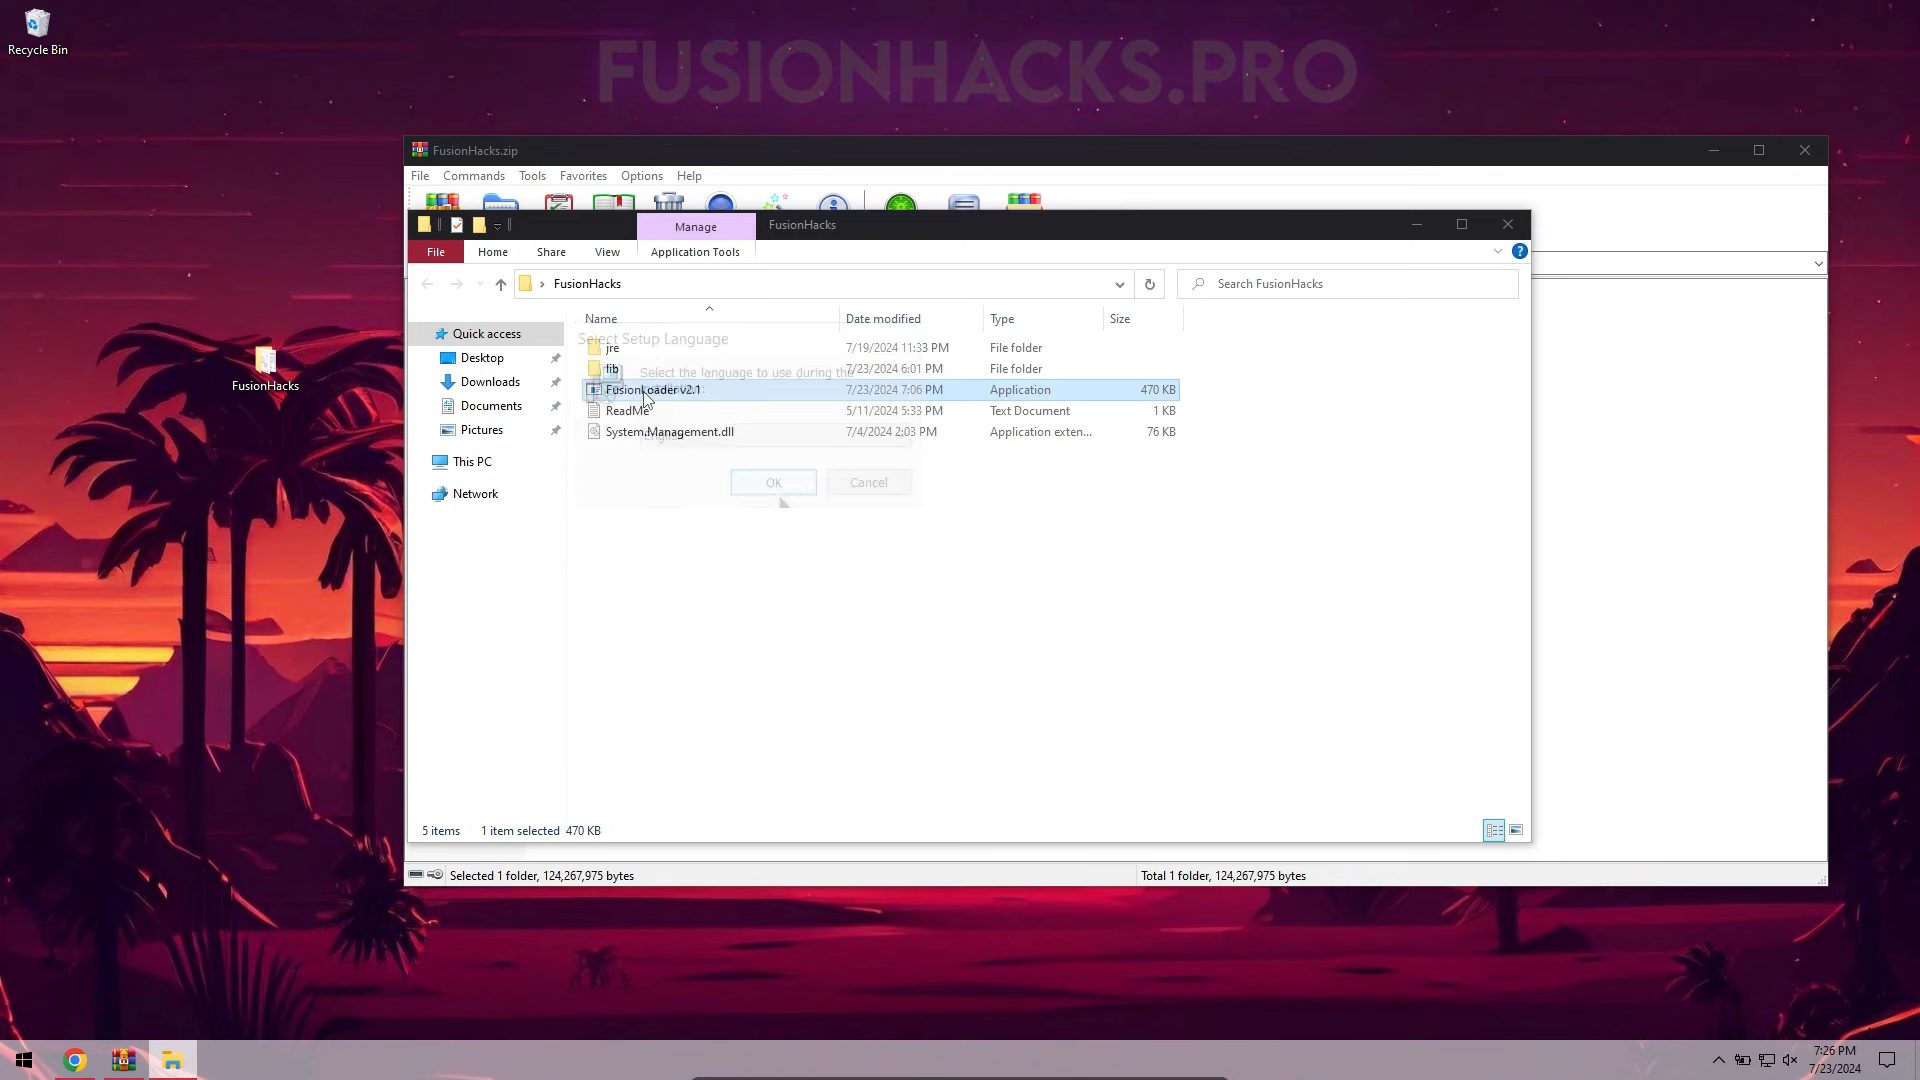 Recycle Bin
FUSIONHACKS.PRO
FusionHacks.zip
File Commands Tools Favorites Options Help
Manage FusionHacks
File Home Share View Application Tools
FusionHacks
Search FusionHacks
Name Date modified Type Size
Quick access
Desktop
Downloads
Documents
Pictures
This PC
Network
Select Setup Language
jre 7/19/2024 11:33 PM File folder
Select the language to use during the
lib 7/23/2024 6:01 PM File folder
FusionLoader v2.1 7/23/2024 7:06 PM Application 470 KB
ReadMe 5/11/2024 5:33 PM Text Document 1 KB
System.Management.dll 7/4/2024 2:03 PM Application exten... 76 KB
OK Cancel
FusionHacks
5 items 1 item selected 470 KB
Selected 1 folder, 124,267,975 bytes
Total 1 folder, 124,267,975 bytes
7:26 PM
7/23/2024